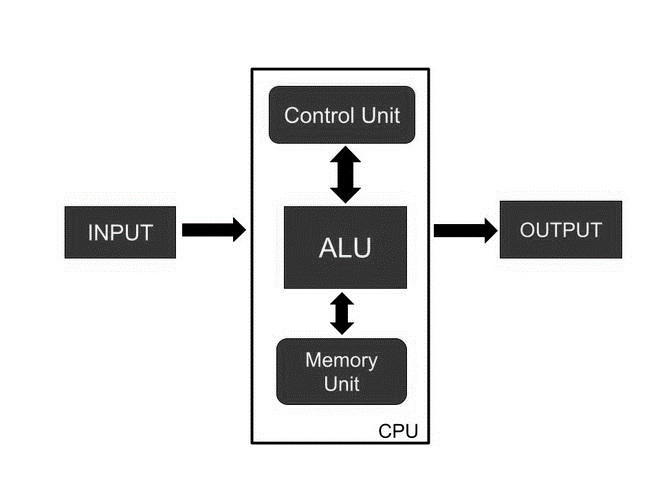 Control Unit
INPUT
ALU
OUTPUT
Memory
Unit
CPU